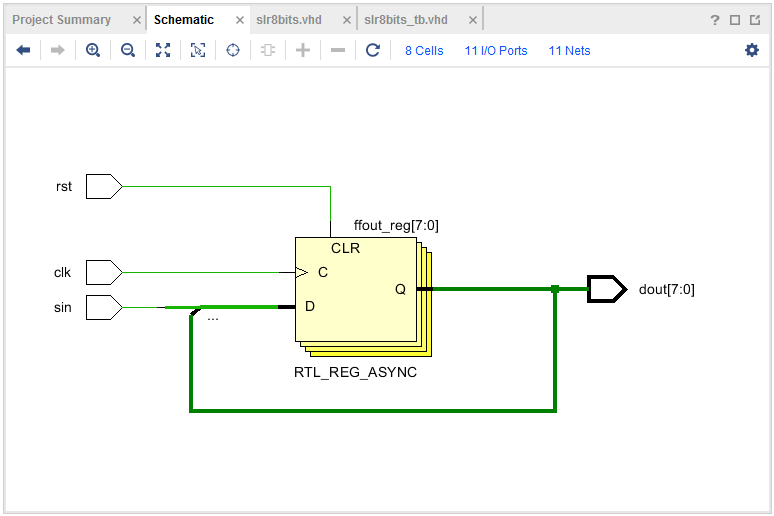 Project Summary × Schematic × slr8bits.vhd × slr8bits_tb.vhd × ?
8 Cells 11 I/O Ports 11 Nets
rst
ffout_reg[7:0]
CLR
clk
C
Q
dout[7:0]
sin
D
...
RTL_REG_ASYNC